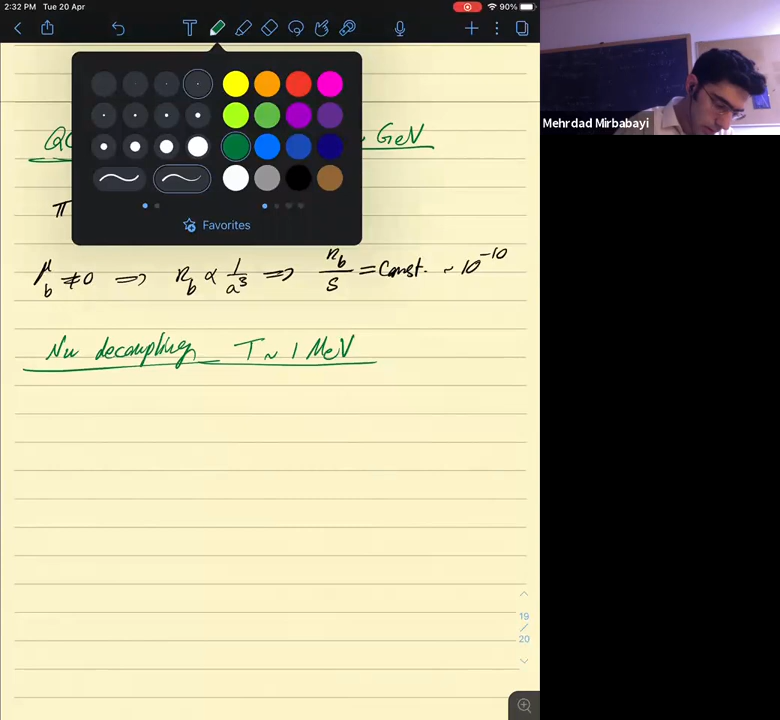 2:32 PM Tue 20 Apr 90%
T
Mehrdad Mirbabayi
GeV
π
Favorites
μ_b ≠ 0 ⟹ n_b ∝ 1/a³ ⟹ n_b/s = Const. ~ 10⁻¹⁰
Nu decoupling T ~ 1 MeV
19
/
20